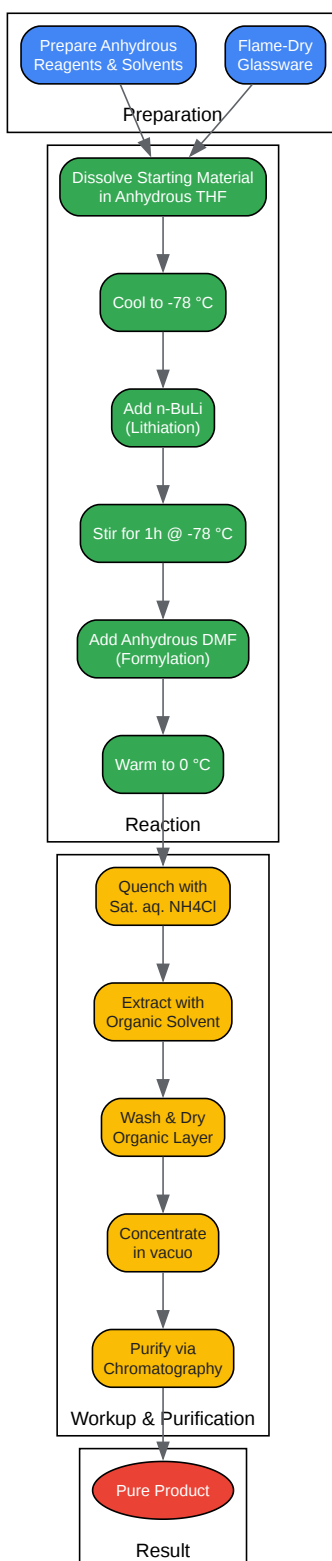 Prepare Anhydrous
Reagents & Solvents
Flame-Dry
Glassware
Preparation
Dissolve Starting Material
in Anhydrous THF
Cool to -78 °C
Add n-BuLi
(Lithiation)
Stir for 1h @ -78 °C
Add Anhydrous DMF
(Formylation)
Warm to 0 °C
Reaction
Quench with
Sat. aq. NH4Cl
Extract with
Organic Solvent
Wash & Dry
Organic Layer
Concentrate
in vacuo
Purify via
Chromatography
Workup & Purification
Pure Product
Result